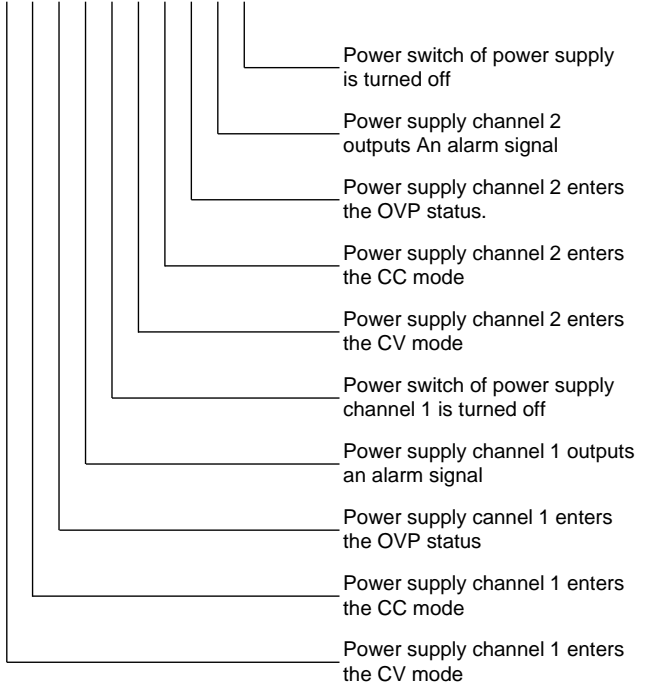 Power switch of power supply
is turned off
Power supply channel 2
outputs An alarm signal
Power supply channel 2 enters
the OVP status.
Power supply channel 2 enters
the CC mode
Power supply channel 2 enters
the CV mode
Power switch of power supply
channel 1 is turned off
Power supply channel 1 outputs
an alarm signal
Power supply cannel 1 enters
the OVP status
Power supply channel 1 enters
the CC mode
Power supply channel 1 enters
the CV mode